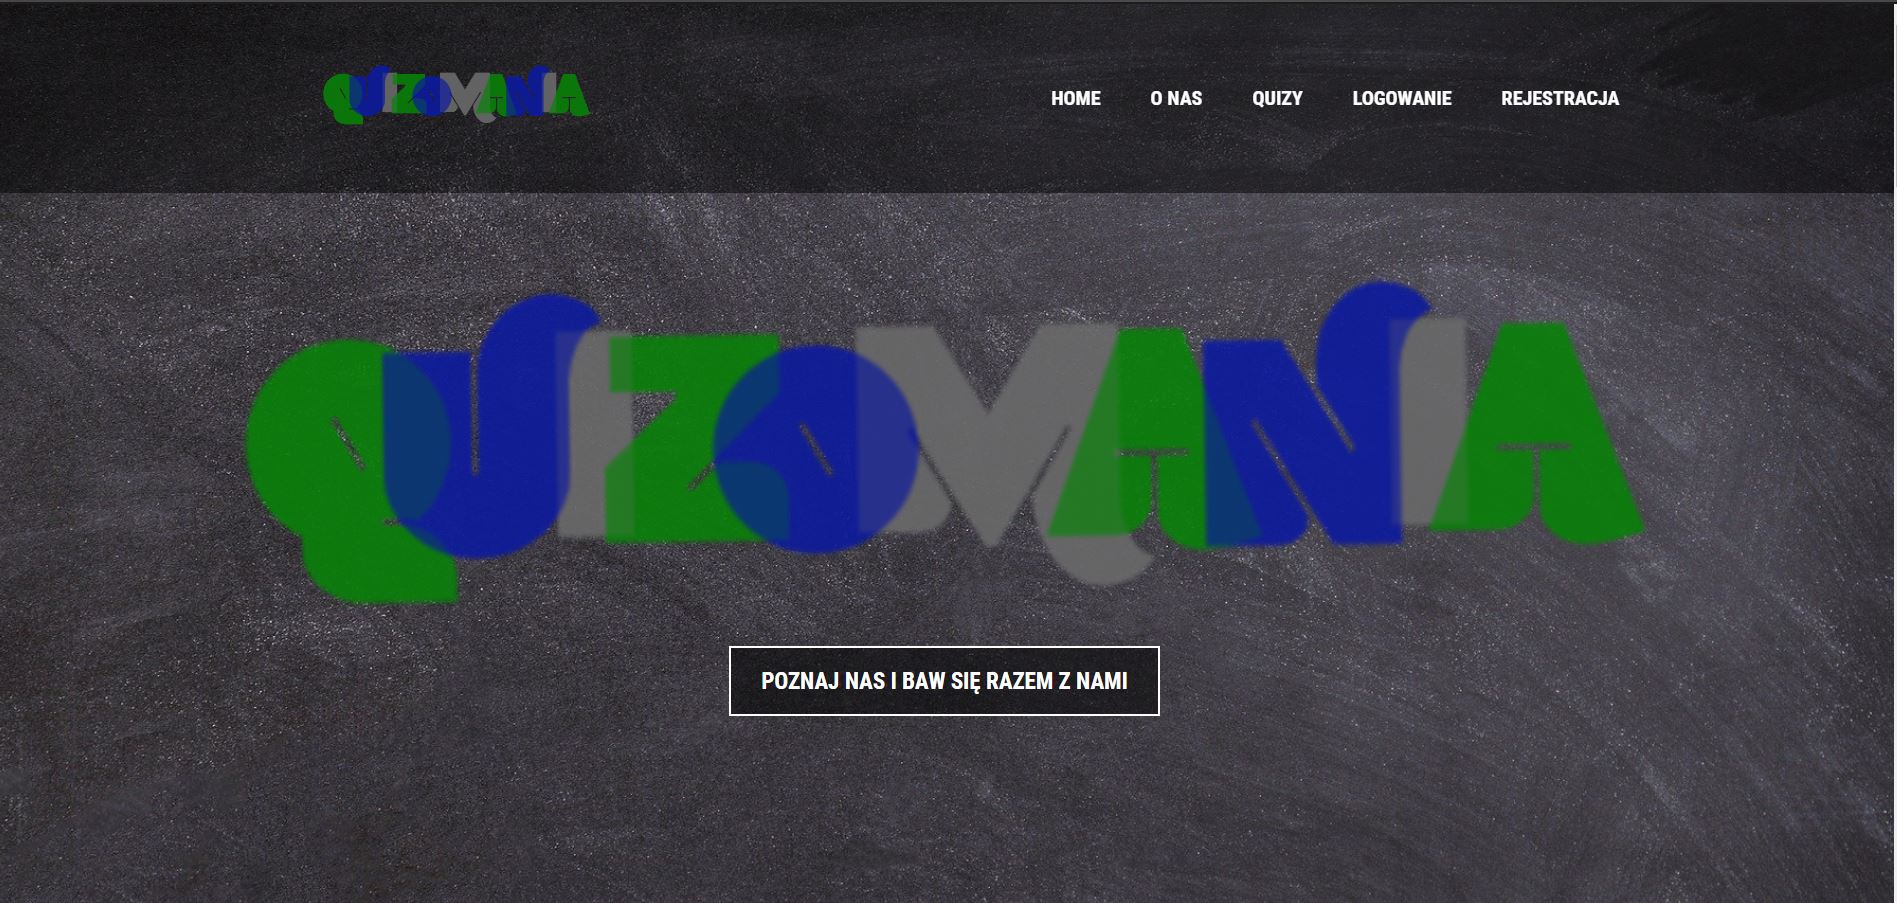 QUIZOMANIA
HOME O NAS QUIZY LOGOWANIE REJESTRACJA
QUIZOMANIA
POZNAJ NAS I BAW SIĘ RAZEM Z NAMI